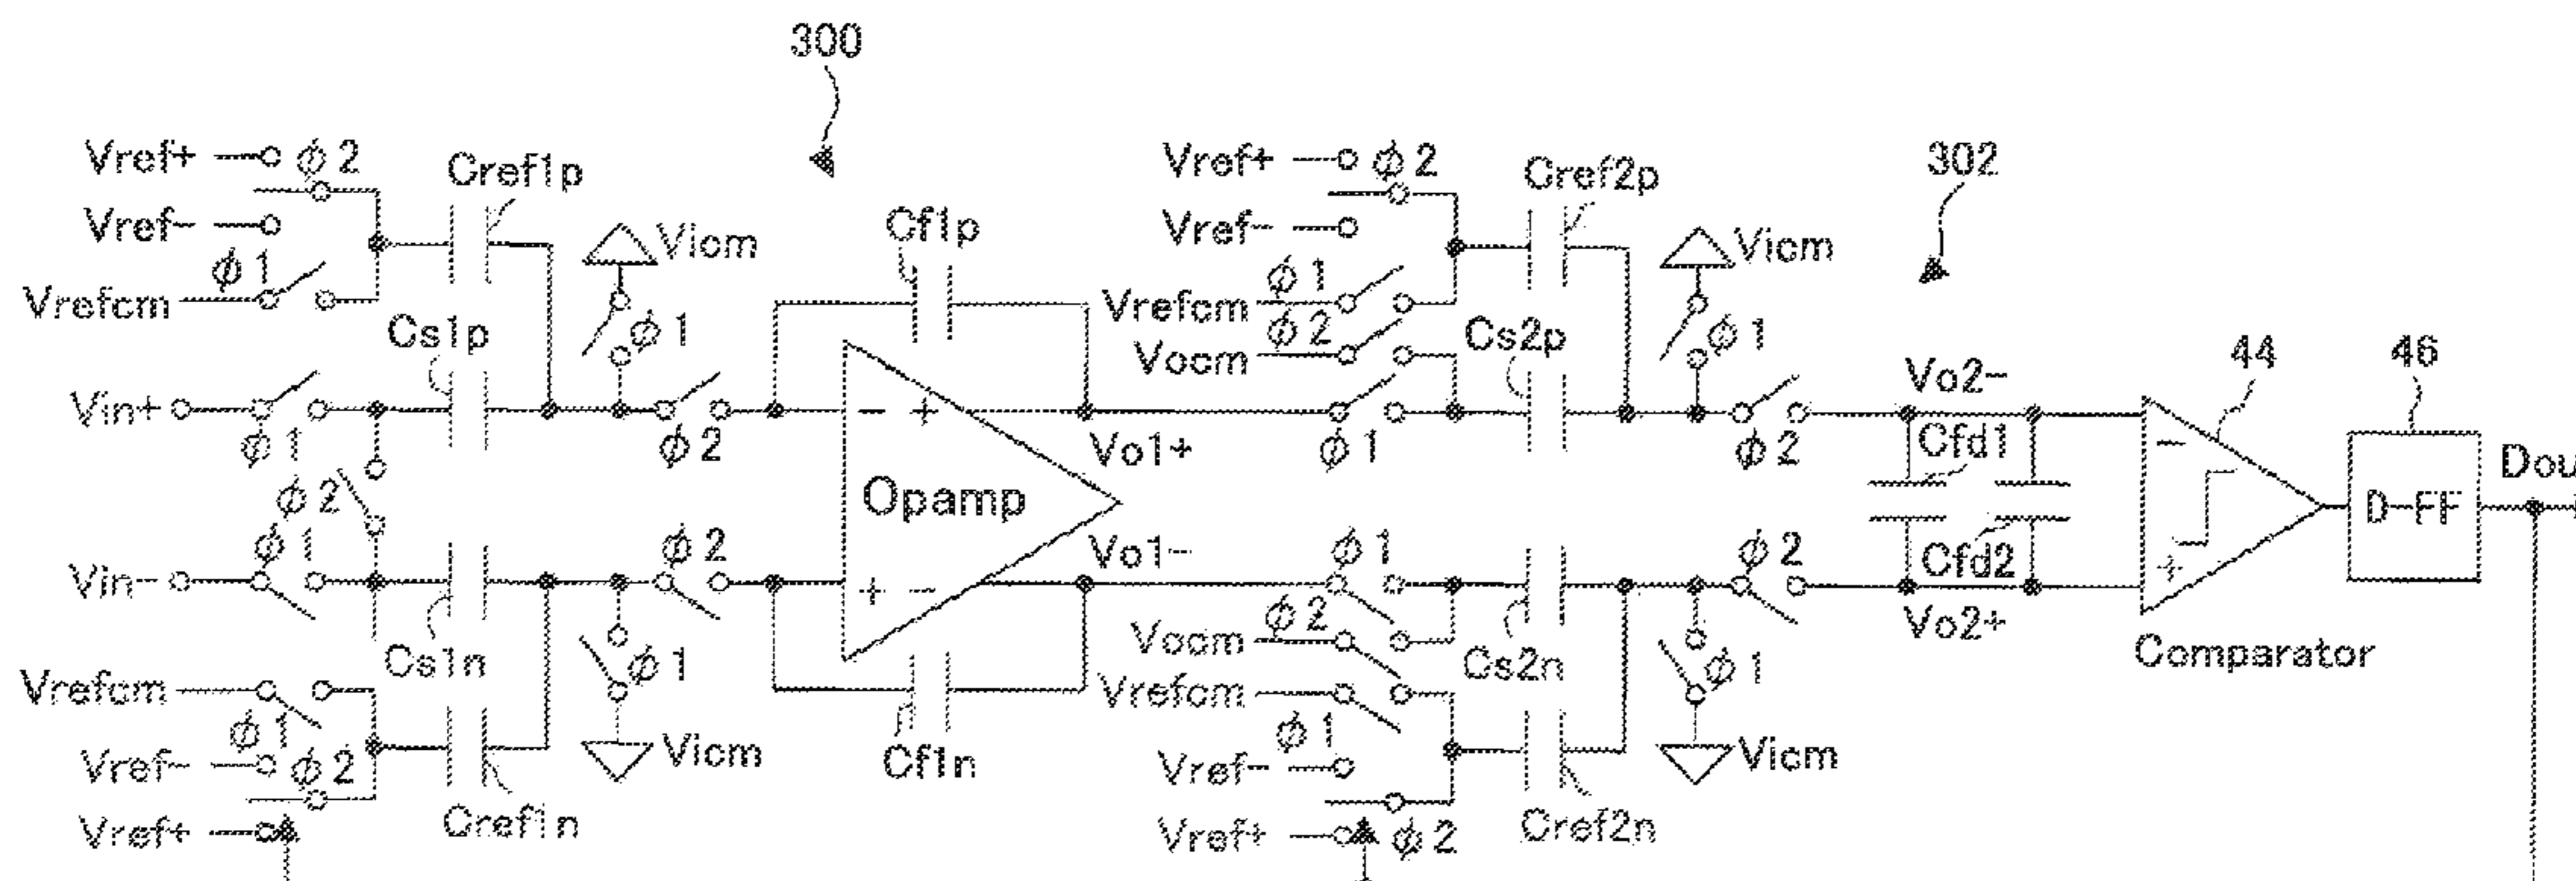 300
Vref+ ϕ2
Cref1p
Vref-
ϕ1
Vrefcm
Vicm
ϕ1
Cf1p
Cs1p
Vin+
ϕ1
ϕ2
ϕ2
ϕ1
Vin-
ϕ2
Cs1n
Vrefcm
ϕ1
Vref- ϕ2
Vref+
Cref1n
ϕ1
Vicm
- +
Opamp
+ -
Cf1n
Vo1+
Vo1-
Vref+ ϕ2
Cref2p
Vref-
ϕ1
Vrefcm
ϕ2
Vocm
Cs2p
Vicm
ϕ1
ϕ1
ϕ2
302
Vo2-
Cfd1
Cfd2
Vo2+
44
-
+
Comparator
46
D-FF
Dou
ϕ1
ϕ2
ϕ2
Vocm
Cs2n
Vrefcm
ϕ1
ϕ1
Vref-
Vicm
Vref+ ϕ2
Cref2n